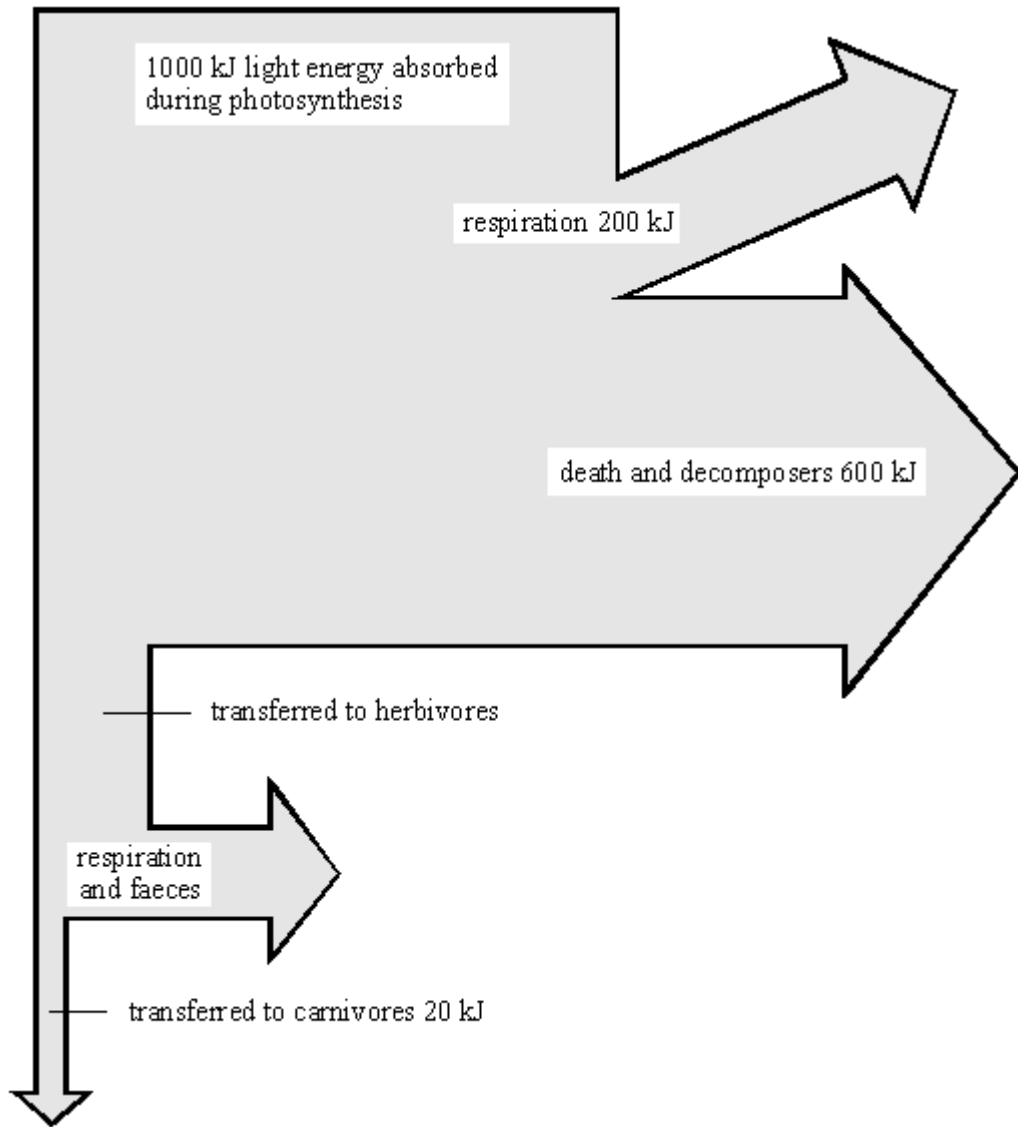 1000 kJ light energy absorbed
during photosynthesis
respiration 200 kJ
death and decomposers 600 kJ
transferred to herbivores
respiration
and faeces
transferred to carnivores 20 kJ